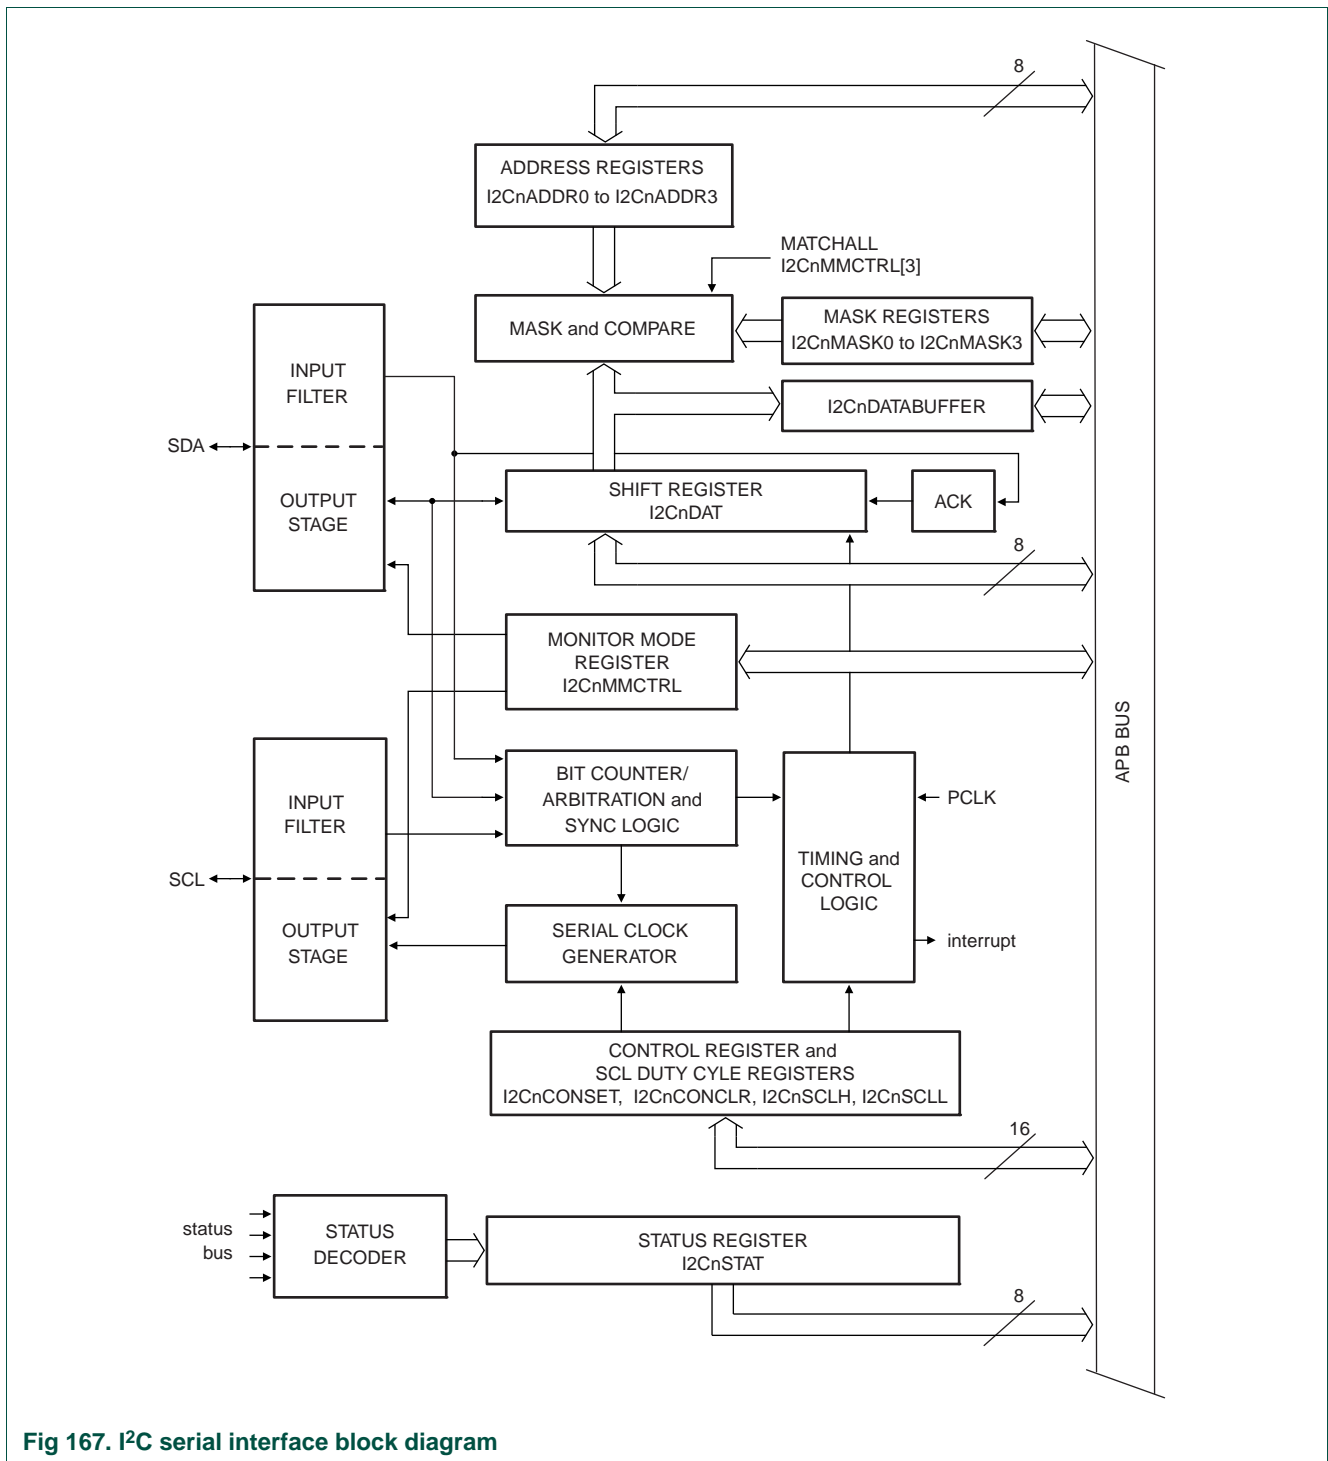 8
ADDRESS REGISTERS
I2CnADDR0 to I2CnADDR3
MATCHALL
I2CnMMCTRL[3]
MASK and COMPARE
MASK REGISTERS
I2CnMASK0 to I2CnMASK3
I2CnDATABUFFER
INPUT
FILTER
SDA
OUTPUT
STAGE
SHIFT REGISTER
I2CnDAT
ACK
8
MONITOR MODE
REGISTER
I2CnMMCTRL
APB BUS
INPUT
FILTER
SCL
OUTPUT
STAGE
BIT COUNTER/
ARBITRATION and
SYNC LOGIC
PCLK
TIMING and
CONTROL
LOGIC
SERIAL CLOCK
GENERATOR
interrupt
CONTROL REGISTER and
SCL DUTY CYLE REGISTERS
I2CnCONSET, I2CnCONCLR, I2CnSCLH, I2CnSCLL
16
status
bus
STATUS
DECODER
STATUS REGISTER
I2CnSTAT
8
Fig 167. I²C serial interface block diagram